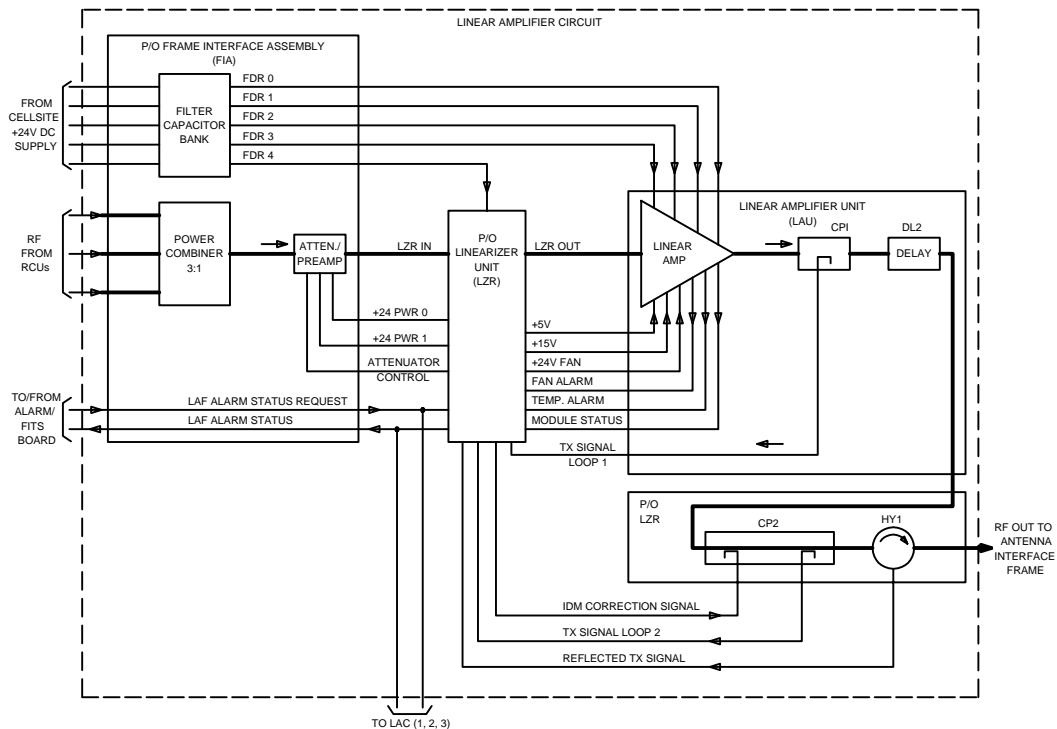 LINEAR AMPLIFIER CIRCUIT
P/O FRAME INTERFACE ASSEMBLY
(FIA)
FROM
CELLSITE
+24V DC
SUPPLY
FILTER
CAPACITOR
BANK
FDR 0
FDR 1
FDR 2
FDR 3
FDR 4
RF
FROM
RCUs
POWER
COMBINER
3:1
ATTEN./
PREAMP
LZR IN
P/O
LINEARIZER
UNIT
(LZR)
LZR OUT
LINEAR AMPLIFIER UNIT
(LAU)
LINEAR
AMP
CPI
DL2
DELAY
+24 PWR 0
+24 PWR 1
ATTENUATOR
CONTROL
+5V
+15V
+24V FAN
FAN ALARM
TEMP. ALARM
MODULE STATUS
TX SIGNAL
LOOP 1
TO/FROM
ALARM/
FITS
BOARD
LAF ALARM STATUS REQUEST
LAF ALARM STATUS
P/O
LZR
CP2
HY1
RF OUT TO
ANTENNA
INTERFACE
FRAME
IDM CORRECTION SIGNAL
TX SIGNAL LOOP 2
REFLECTED TX SIGNAL
TO LAC (1, 2, 3)